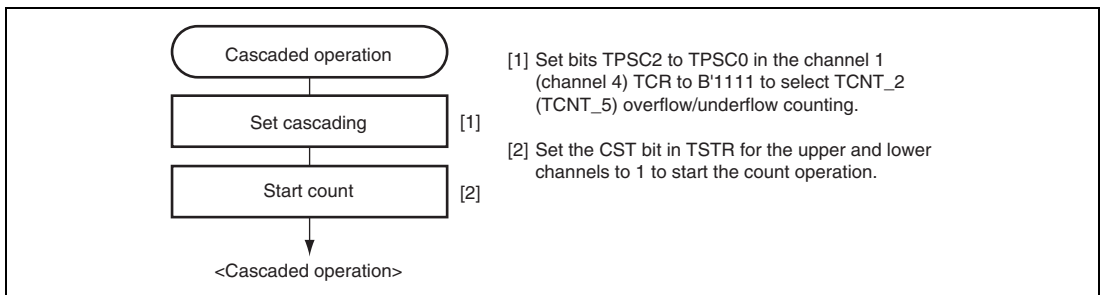 Cascaded operation
Set cascading
[1]
Start count
[2]
<Cascaded operation>
[1] Set bits TPSC2 to TPSC0 in the channel 1
(channel 4) TCR to B'1111 to select TCNT_2
(TCNT_5) overflow/underflow counting.
[2] Set the CST bit in TSTR for the upper and lower
channels to 1 to start the count operation.